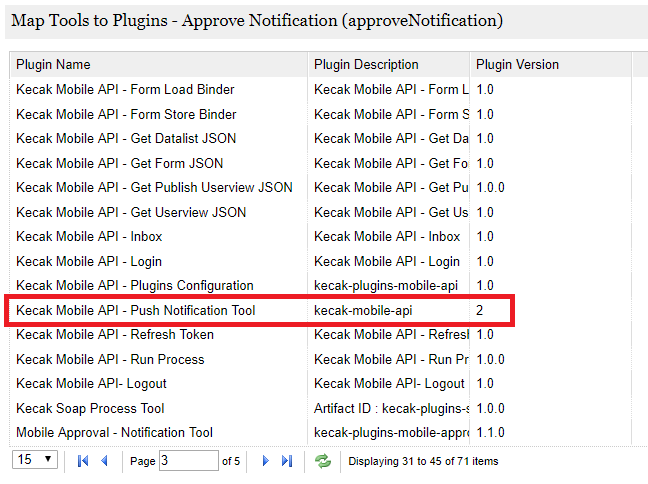 Map Tools to Plugins - Approve Notification (approveNotification)
Plugin Name Plugin Description Plugin Version
Kecak Mobile API - Form Load Binder Kecak Mobile API - Form L 1.0
Kecak Mobile API - Form Store Binder Kecak Mobile API - Form S 1.0
Kecak Mobile API - Get Datalist JSON Kecak Mobile API - Get Da 1.0
Kecak Mobile API - Get Form JSON Kecak Mobile API - Get Fo 1.0
Kecak Mobile API - Get Publish Userview JSON Kecak Mobile API - Get Pu 1.0.0
Kecak Mobile API - Get Userview JSON Kecak Mobile API - Get Us 1.0
Kecak Mobile API - Inbox Kecak Mobile API - Inbox 1.0
Kecak Mobile API - Login Kecak Mobile API - Login 1.0
Kecak Mobile API - Plugins Configuration kecak-plugins-mobile-api 1.0
Kecak Mobile API - Push Notification Tool kecak-mobile-api 2
Kecak Mobile API - Refresh Token Kecak Mobile API - Refresh 1.0
Kecak Mobile API - Run Process Kecak Mobile API - Run Pr 1.0.0
Kecak Mobile API- Logout Kecak Mobile API- Logout 1.0
Kecak Soap Process Tool Artifact ID : kecak-plugins-s 1.0.0
Mobile Approval - Notification Tool kecak-plugins-mobile-appro 1.1.0
15 Page 3 of 5 Displaying 31 to 45 of 71 items